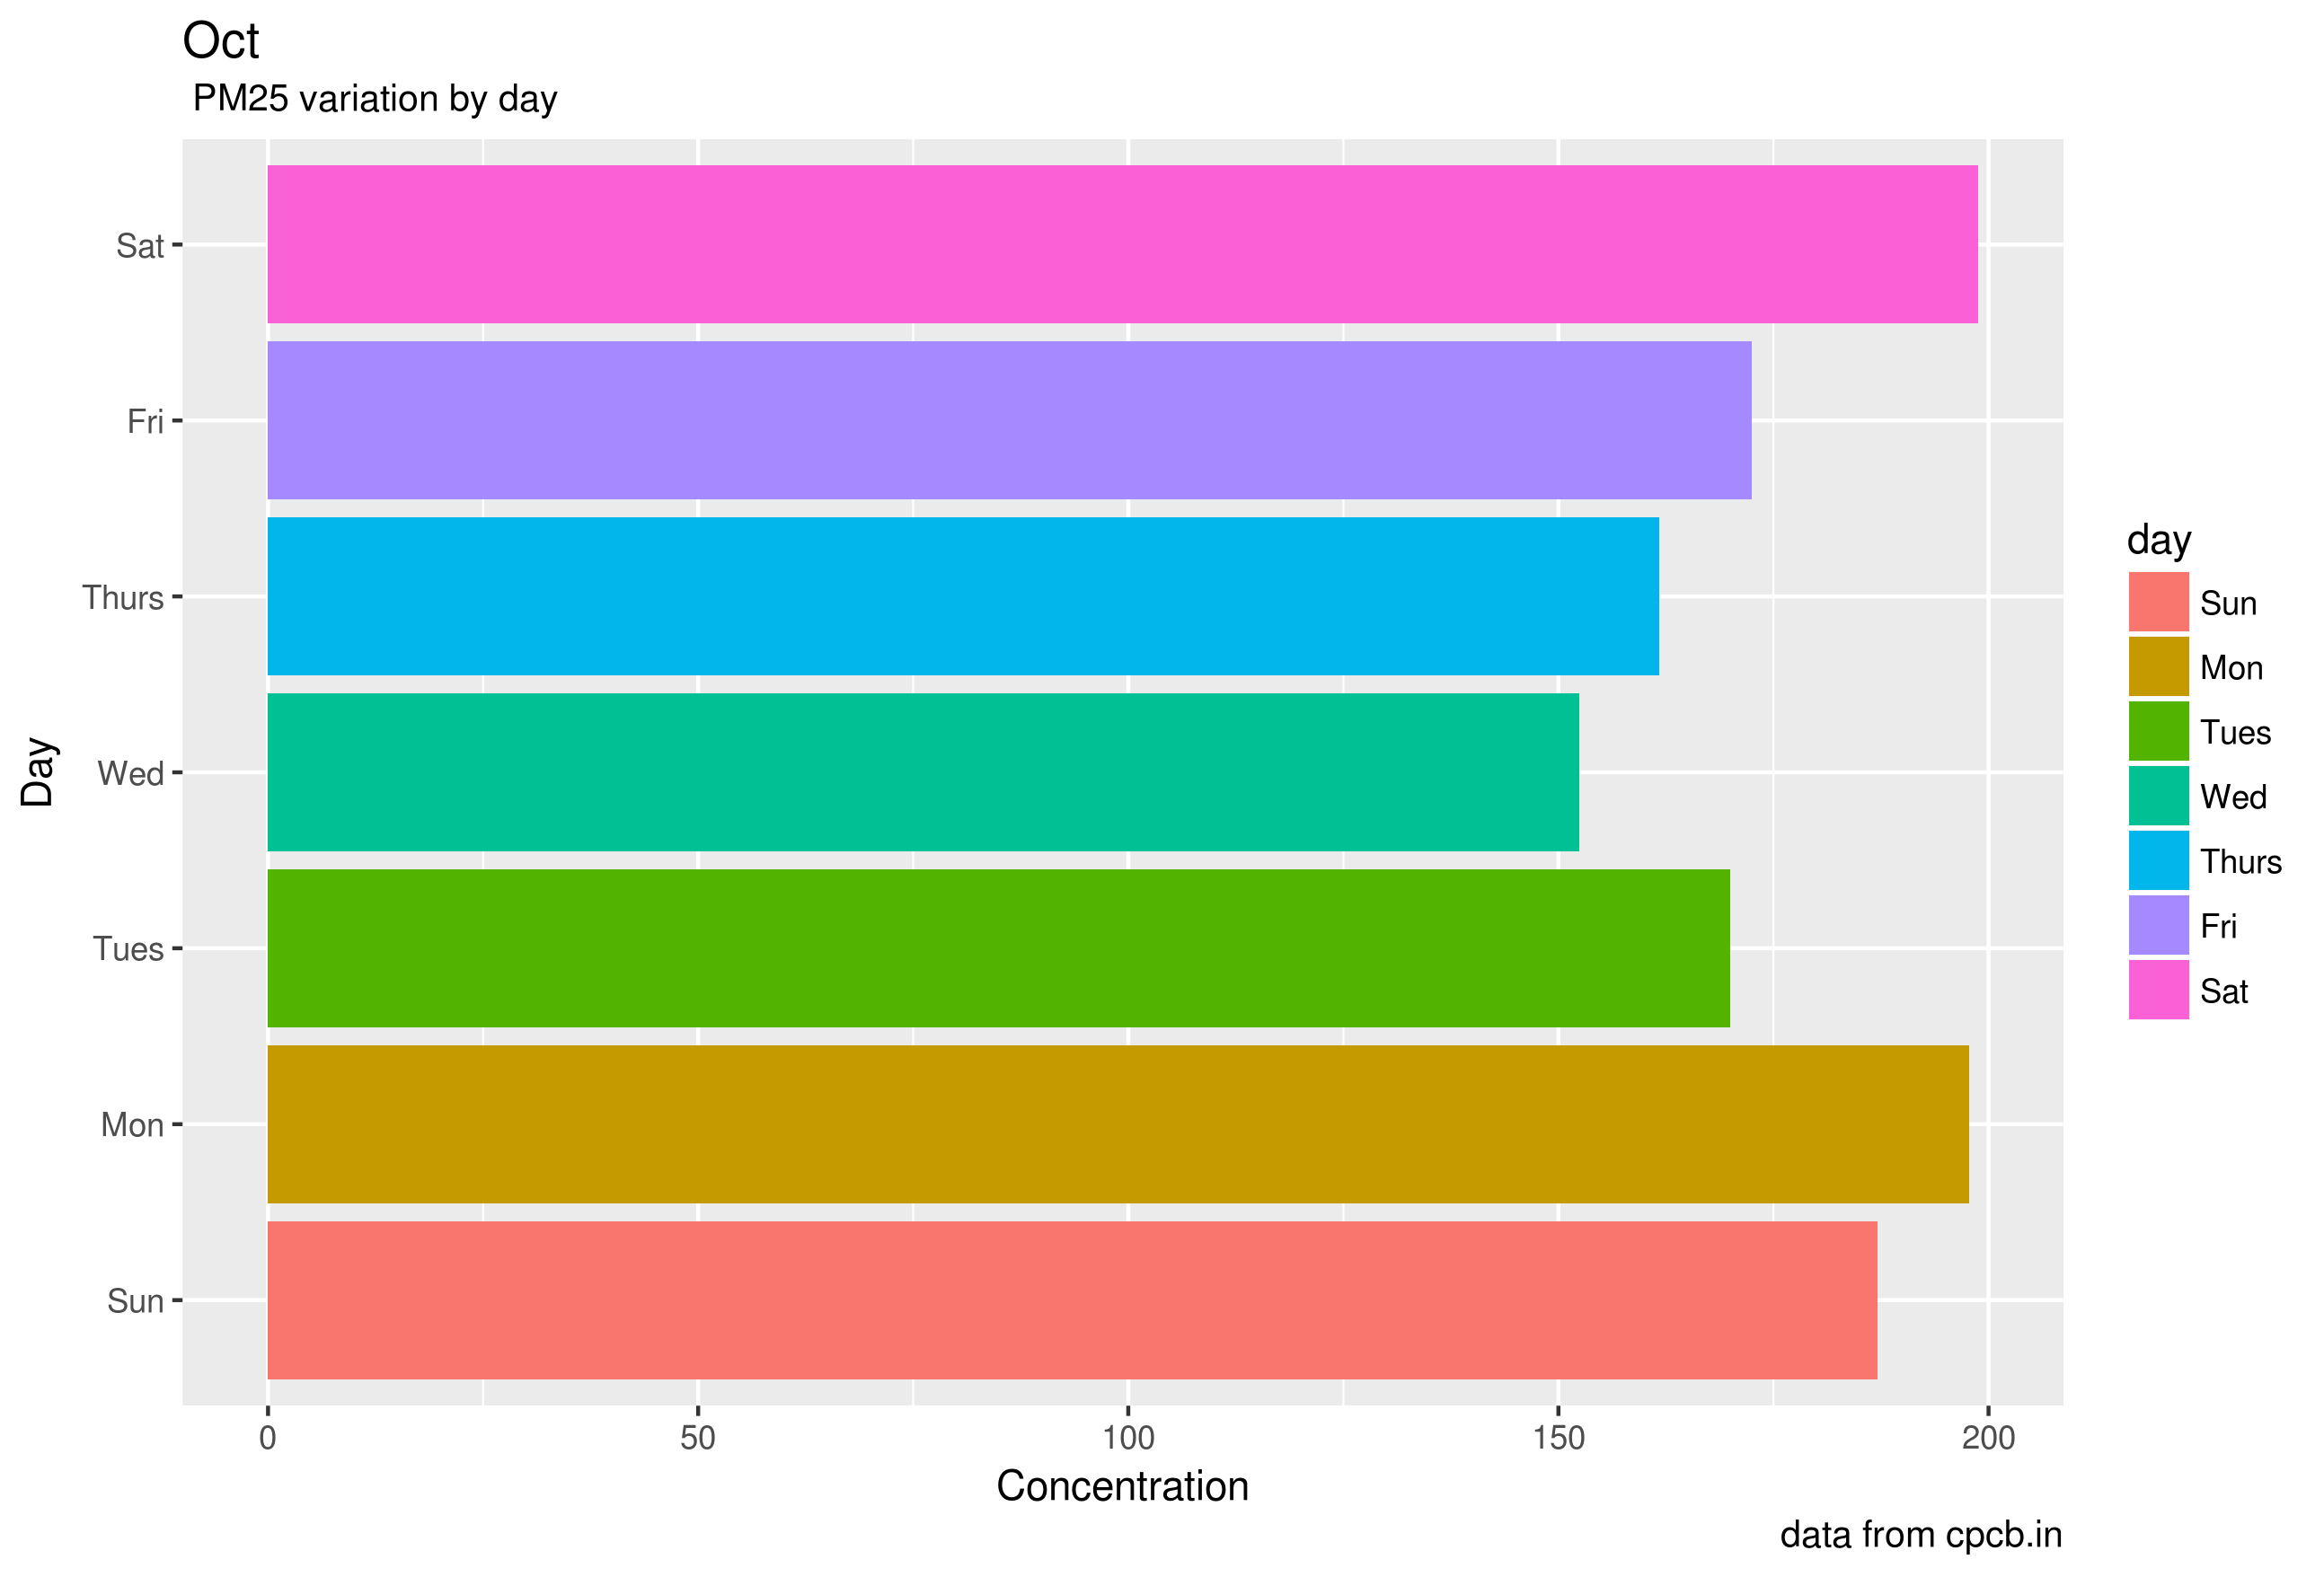 Oct
PM25 variation by day
Day
Sat
Fri
Thurs
Wed
Tues
Mon
Sun
0 50 100 150 200
Concentration
data from cpcb.in
day
Sun
Mon
Tues
Wed
Thurs
Fri
Sat